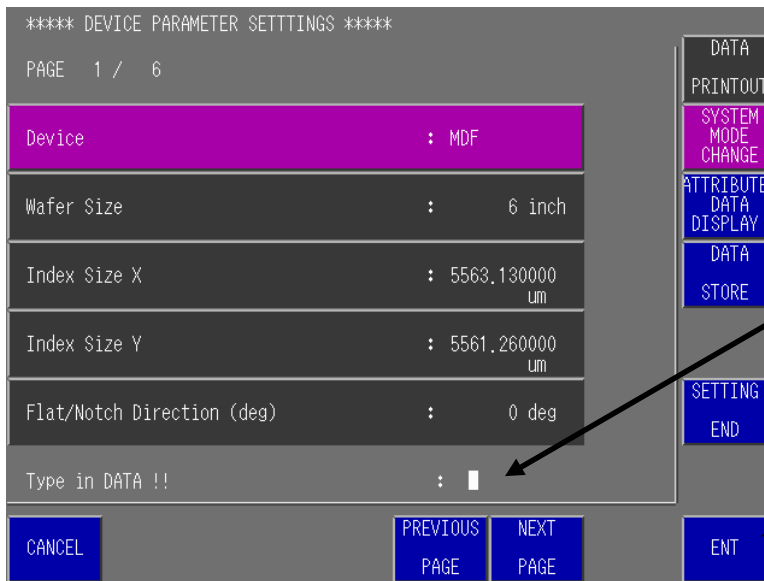 ***** DEVICE PARAMETER SETTTINGS *****
PAGE 1 / 6
Device : MDF
Wafer Size : 6 inch
Index Size X : 5563.130000
um
Index Size Y : 5561.260000
um
Flat/Notch Direction (deg) : 0 deg
Type in DATA !! :
CANCEL
PREVIOUS
PAGE
NEXT
PAGE
DATA
PRINTOUT
SYSTEM
MODE
CHANGE
ATTRIBUTE
DATA
DISPLAY
DATA
STORE
SETTING
END
ENT